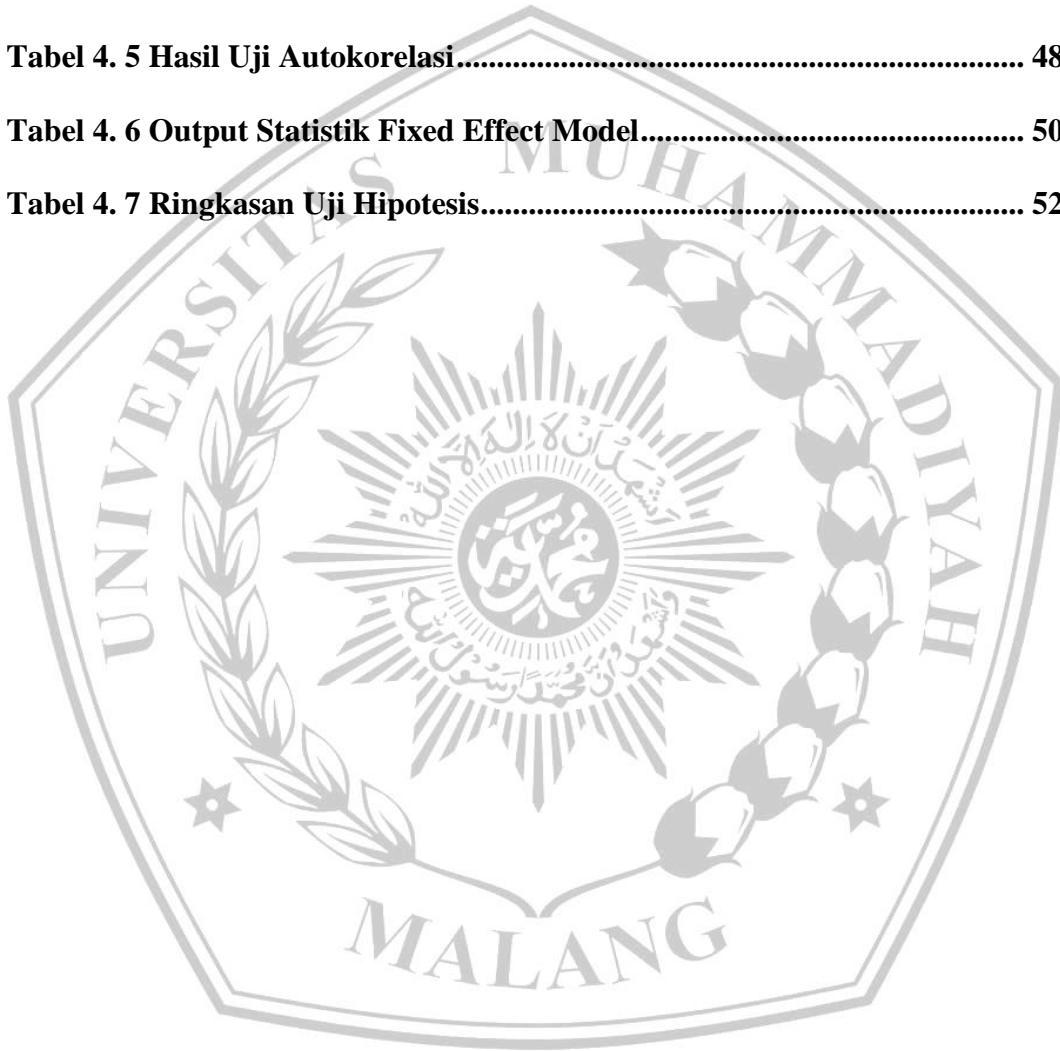 Tabel 4. 5 Hasil Uji Autokorelasi...................................................................... 48
Tabel 4. 6 Output Statistik Fixed Effect Model............................................... 50
Tabel 4. 7 Ringkasan Uji Hipotesis................................................................... 52
UNIVERSITAS MUHAMMADIYAH
MALANG